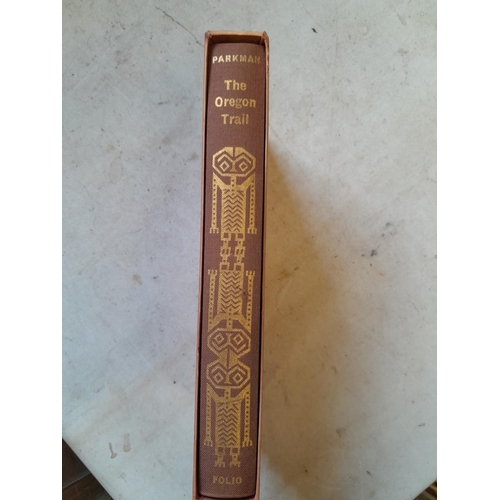 PARKMAN
The
Oregon
Trail
FOLIO